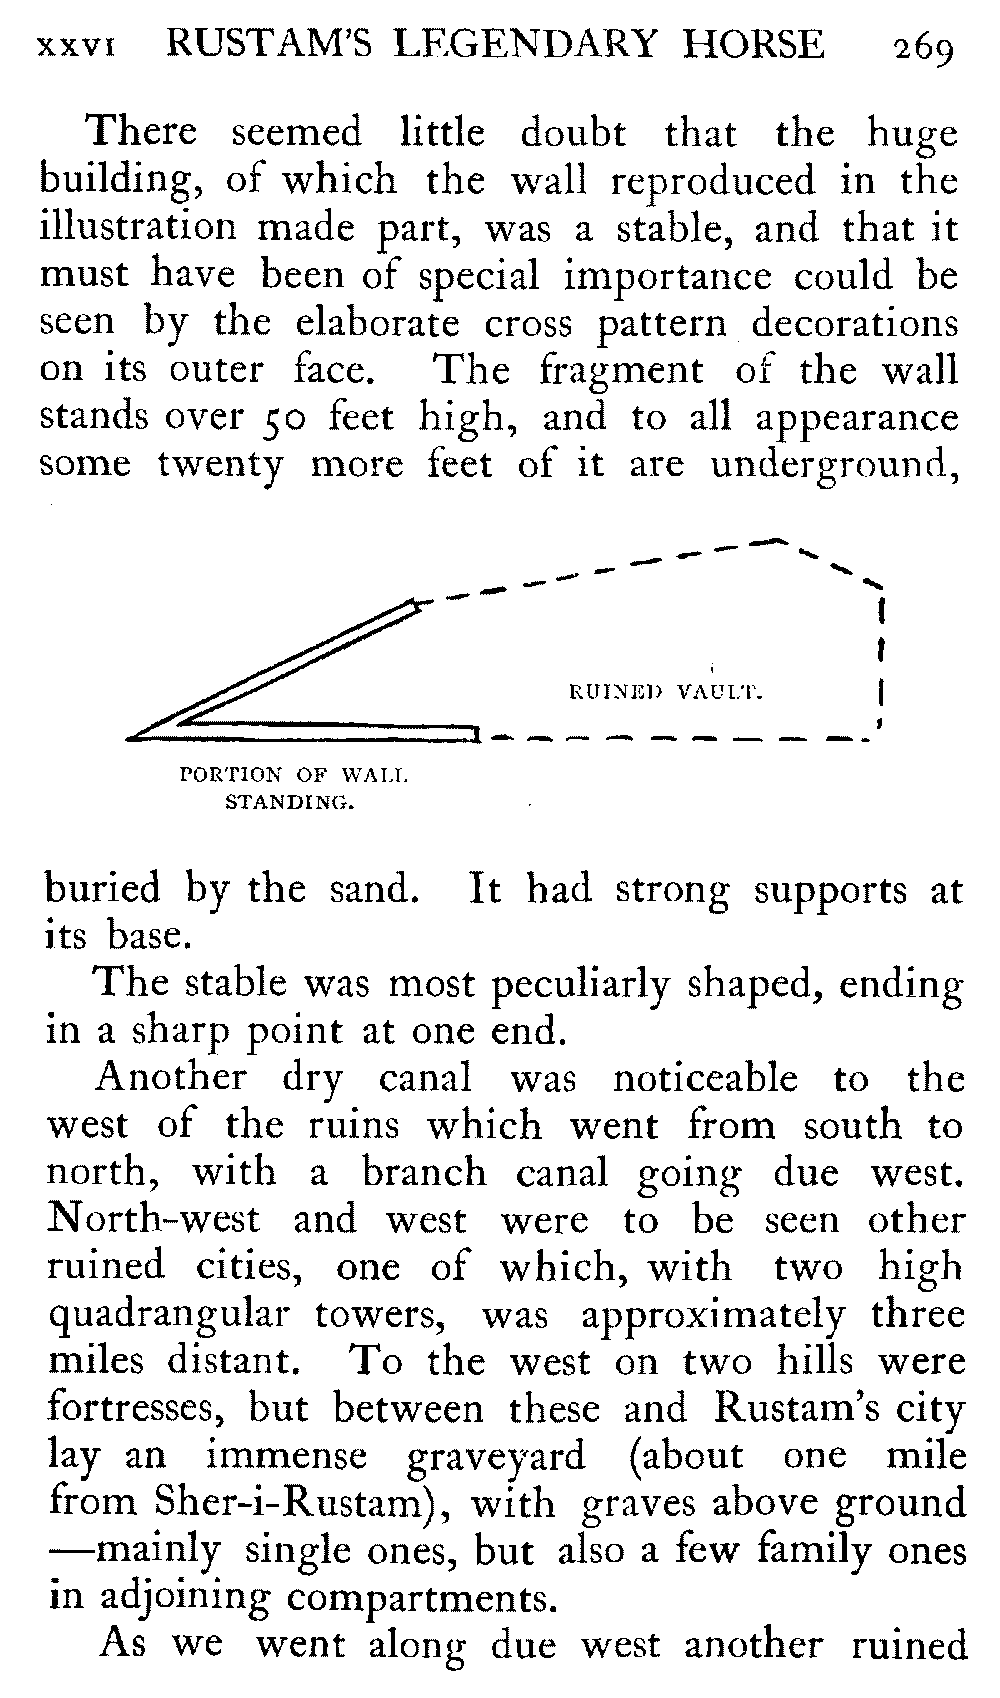 XXVI RUSTAM'S LEGENDARY HORSE 269
There seemed little doubt that the huge
building, of which the wall reproduced in the
illustration made part, was a stable, and that it
must have been of special importance could be
seen by the elaborate cross pattern decorations
on its outer face. The fragment of the wall
stands over 50 feet high, and to all appearance
some twenty more feet of it are underground,
RUINED VAULT.
PORTION OF WALL
STANDING.
buried by the sand. It had strong supports at
its base.
The stable was most peculiarly shaped, ending
in a sharp point at one end.
Another dry canal was noticeable to the
west of the ruins which went from south to
north, with a branch canal going due west.
North-west and west were to be seen other
ruined cities, one of which, with two high
quadrangular towers, was approximately three
miles distant. To the west on two hills were
fortresses, but between these and Rustam's city
lay an immense graveyard (about one mile
from Sher-i-Rustam), with graves above ground
—mainly single ones, but also a few family ones
in adjoining compartments.
As we went along due west another ruined